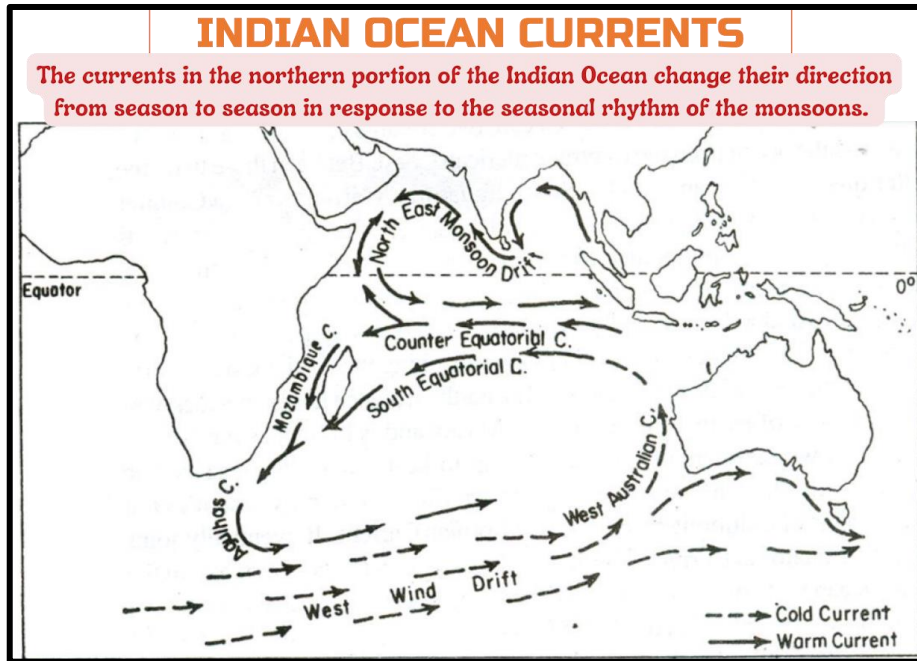 INDIAN OCEAN CURRENTS
The currents in the northern portion of the Indian Ocean change their direction
from season to season in response to the seasonal rhythm of the monsoons.
North East Monsoon Drift
Equator
0°
Counter Equatorial C.
Mozambique C.
South Equatorial C.
West Australian C.
Agulhas C.
West Wind Drift
Cold Current
Warm Current